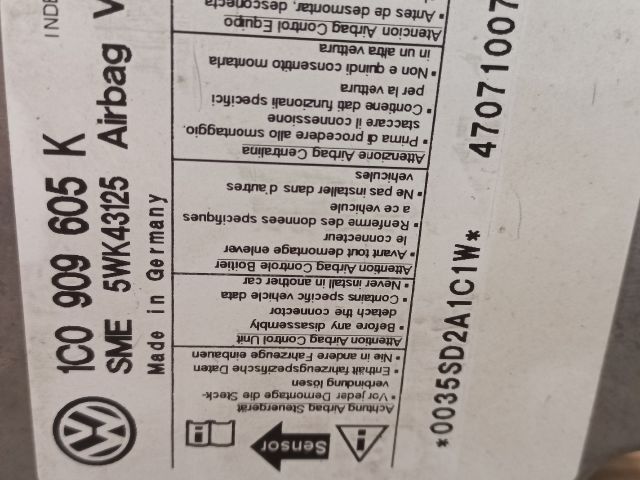 1C0 909 605 K INDE
SME 5WK43125 Airbag V
Made in Germany
Sensor
Achtung Airbag Steuergerät
• Vor jeder Demontage die Steck-
verbindung lösen
• Enthält fahrzeugspezifische Daten
• Nie in andere Fahrzeuge einbauen
Attention Airbag Control Unit
• Before any disassembly
detach the connector
• Contains specific vehicle data
• Never install in another car
Attention Airbag Controle Boitier
• Avant tout demontage enlever
le connecteur
• Renferme des donnees specifiques
a ce vehicule
• Ne pas installer dans d'autres
vehicules
Attenzione Airbag Centralina
• Prima di procedere allo smontaggio.
staccare il connessione
• Contiene dati funzionali specifici
per la vettura
• Non e quindi consentito montarla
in un altra vettura
Atencion Airbag Control Equipo
• Antes de desmontar, desconecta
*0035SD2A1C1W* 47071007